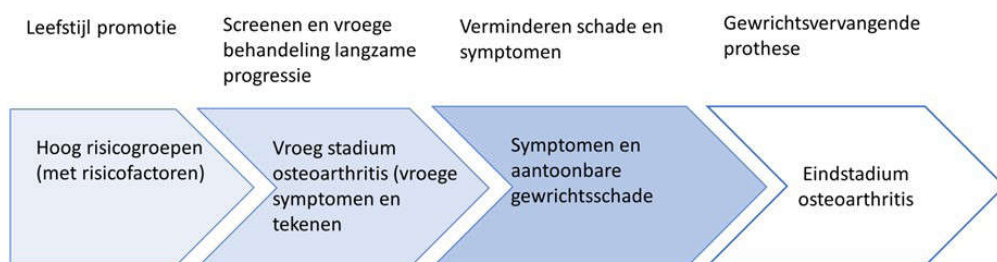 Leefstijl promotie
Screenen en vroege
behandeling langzame
progressie
Verminderen schade en
symptomen
Gewrichtsvervangende
prothese
Hoog risicogroepen
(met risicofactoren)
Vroeg stadium
osteoarthritis (vroege
symptomen en
tekenen
Symptomen en
aantoonbare
gewrichtsschade
Eindstadium
osteoarthritis